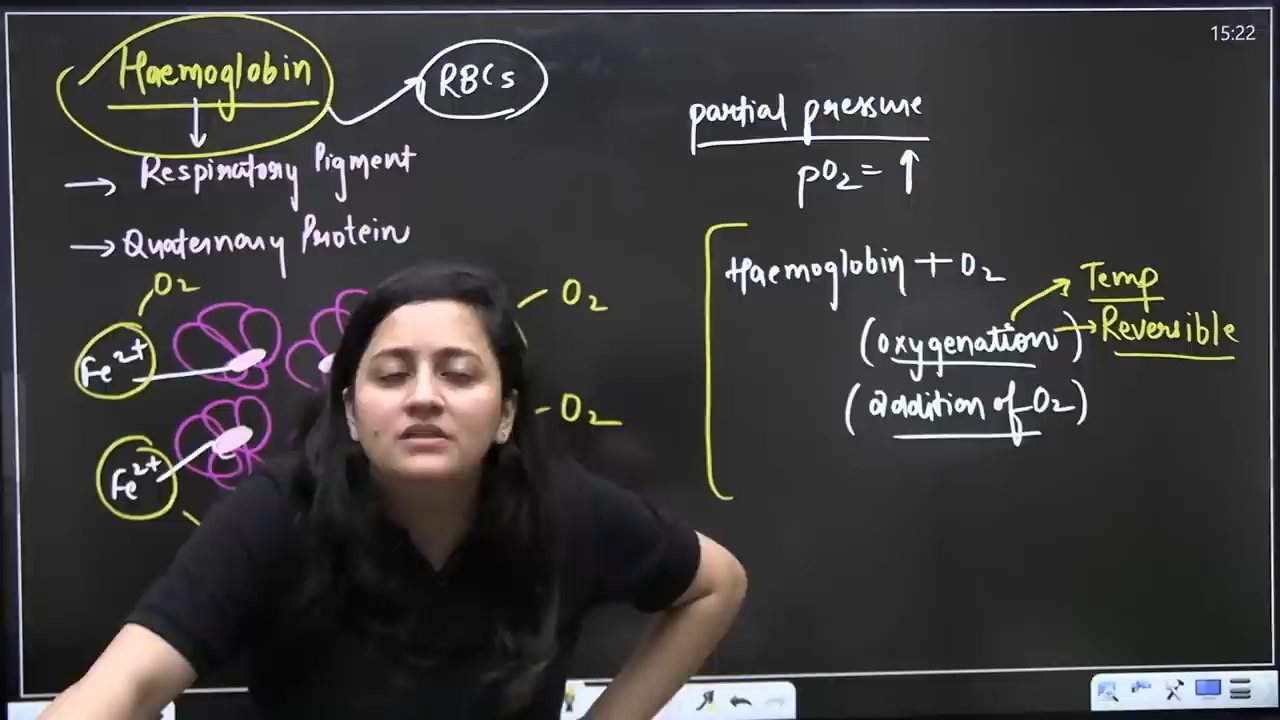 15:22
Haemoglobin
RBCs
Respiratory Pigment
Quaternary Protein
O2
Fe2+
Fe2+
O2
O2
partial pressure
pO2 = ↑
Haemoglobin + O2
(oxygenation)
(addition of O2)
Temp
Reversible